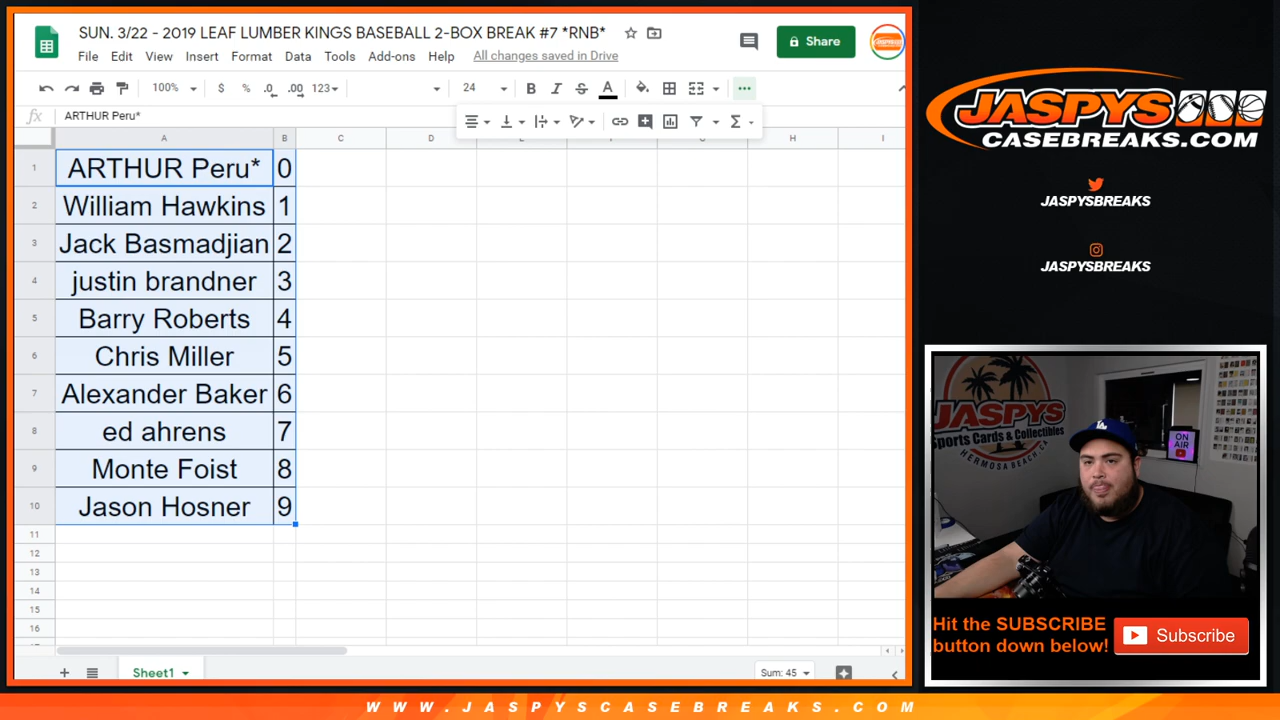 SUN. 3/22 - 2019 LEAF LUMBER KINGS BASEBALL 2-BOX BREAK #7 *RNB*
File Edit View Insert Format Data Tools Add-ons Help All changes saved in Drive
Share
100% $ % .0 .00 123 24 B I S A
fx ARTHUR Peru*
A B C D H I
1 ARTHUR Peru* 0
2 William Hawkins 1
3 Jack Basmadjian 2
4 justin brandner 3
5 Barry Roberts 4
6 Chris Miller 5
7 Alexander Baker 6
8 ed ahrens 7
9 Monte Foist 8
10 Jason Hosner 9
11
12
13
14
15
16
Sheet1
Sum: 45
JASPYS
CASEBREAKS.COM
JASPYSBREAKS
JASPYSBREAKS
JASPYS
Sports Cards & Collectibles
HERMOSA BEACH, CA
ON
AIR
LA
Hit the SUBSCRIBE
button down below!
Subscribe
WWW.JASPYSCASEBREAKS.COM